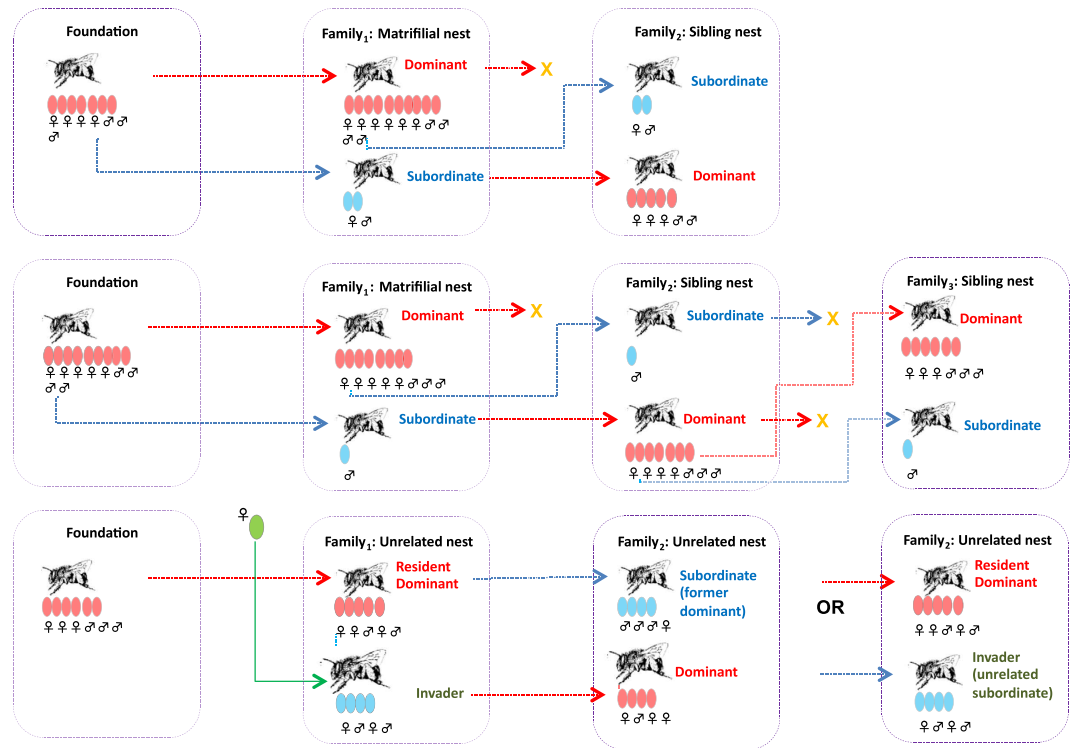 Foundation
♀♀♀♀♂♂
♂
Family1: Matrifilial nest
Dominant
X
♀♀♀♀♀♀♂♂
♂♂
Subordinate
♀♂
Family2: Sibling nest
Subordinate
♀♂
Dominant
♀♀♀♂♂
Foundation
♀♀♀♀♀♂♂
♂♂
Family1: Matrifilial nest
Dominant
X
♀♀♀♀♀♂♂♂
Subordinate
♂
Family2: Sibling nest
Subordinate
X
♂
Dominant
X
♀♀♀♀♂♂♂
Family3: Sibling nest
Dominant
♀♀♀♂♂♂
Subordinate
♂
Foundation
♀♀♀♂♂♂
♀
Family1: Unrelated nest
Resident
Dominant
♀♀♂♀♂
Invader
♀♂♀♂
Family2: Unrelated nest
Subordinate
(former
dominant)
♂♂♂♀
Dominant
♀♂♀♀
OR
Family2: Unrelated nest
Resident
Dominant
♀♀♂♀♂
Invader
(unrelated
subordinate)
♀♂♀♂